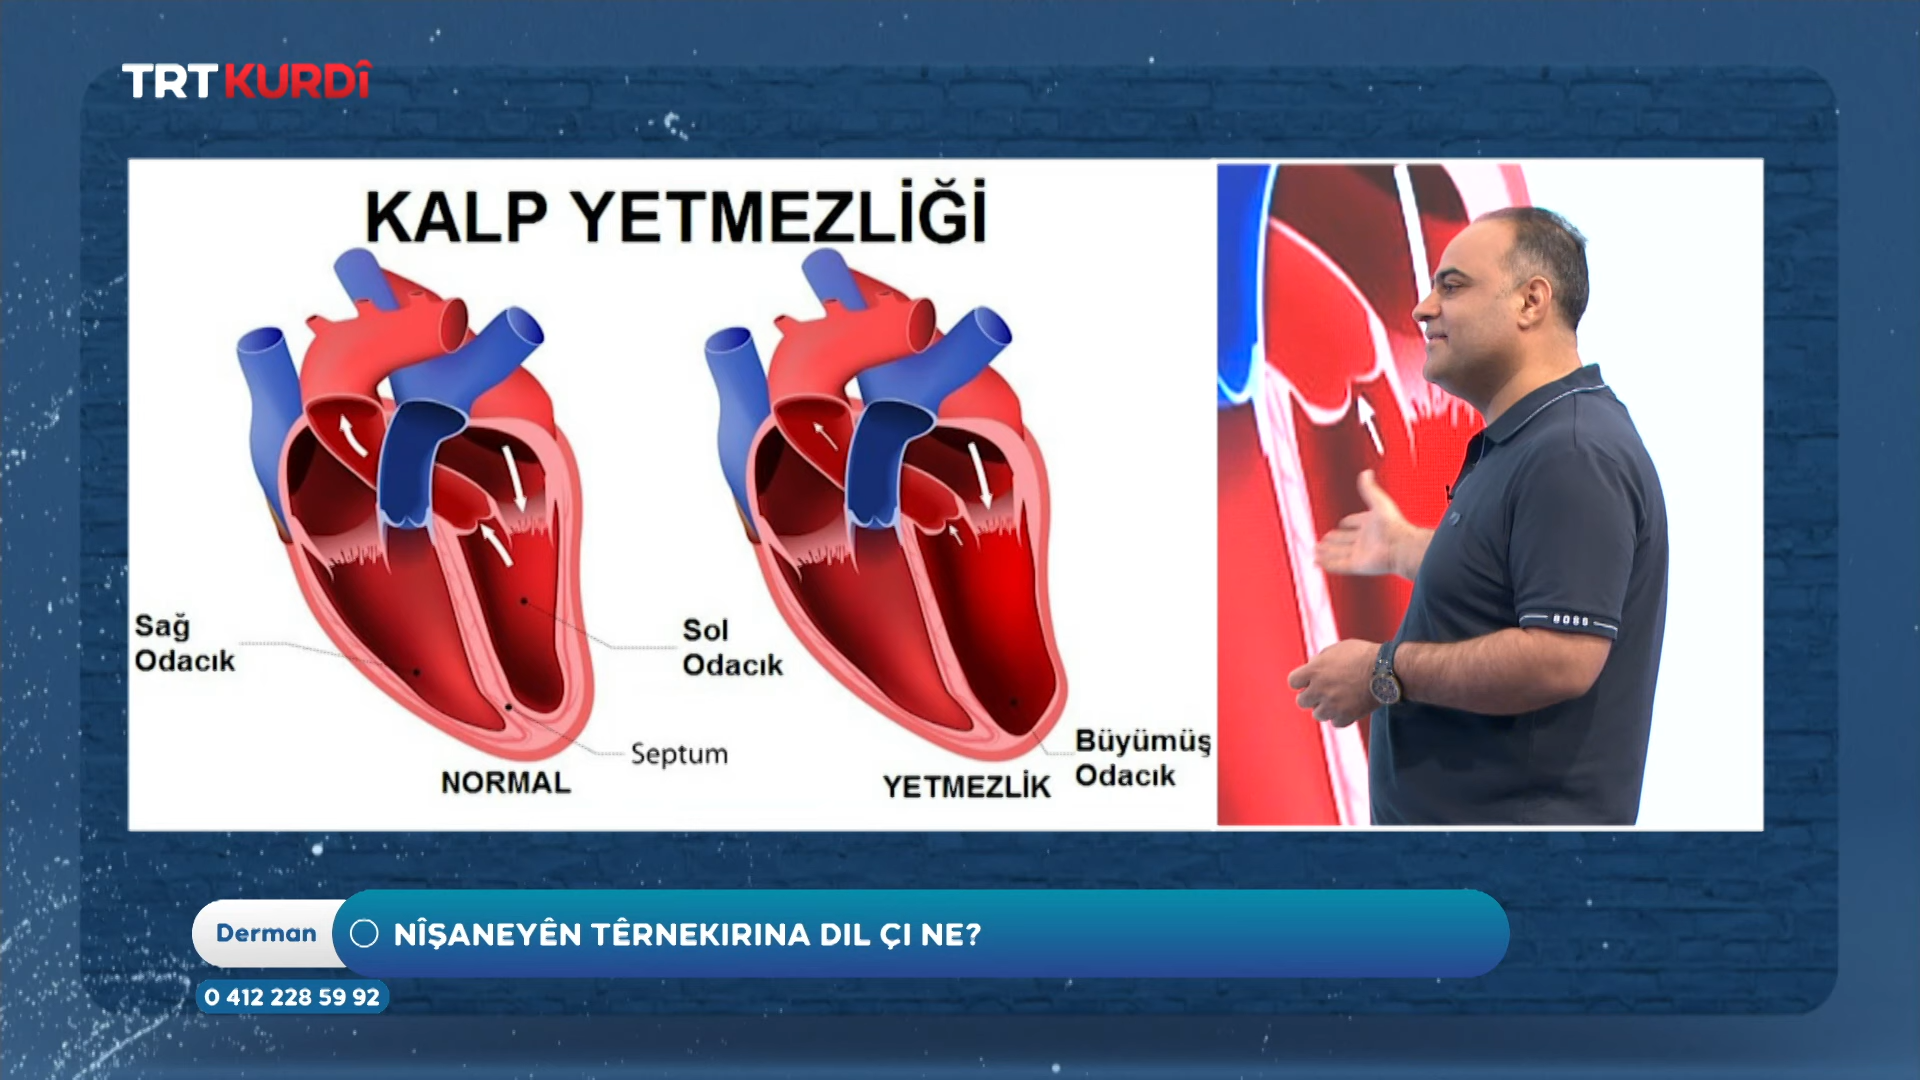 TRT KURDÎ
KALP YETMEZLİĞİ
Sağ
Odacık
Sol
Odacık
Septum
NORMAL
YETMEZLİK
Büyümüş
Odacık
BOSS
Derman
NÎŞANEYÊN TÊRNEKIRINA DIL ÇI NE?
0 412 228 59 92